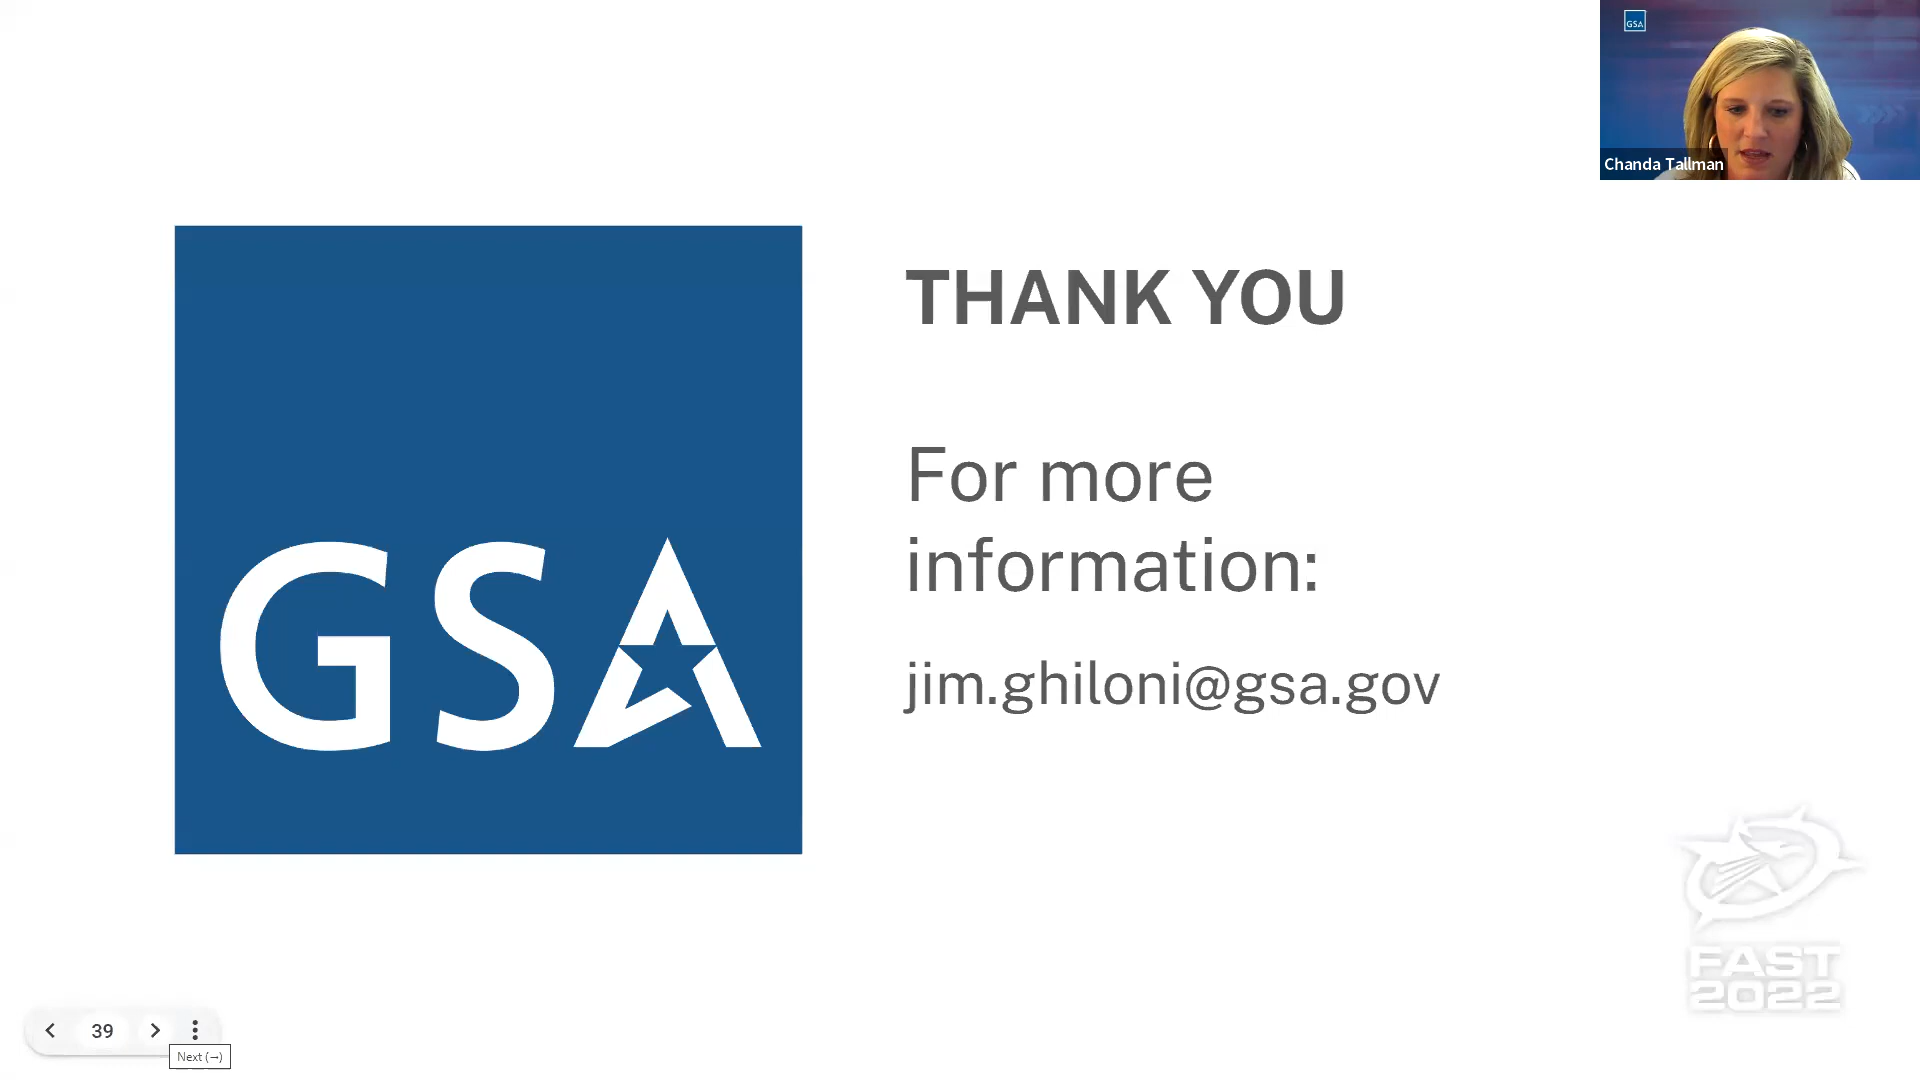 GSA
Chanda Tallman
THANK YOU
For more
information:
jim.ghiloni@gsa.gov
GSA
FAST
2022
39
Next (→)